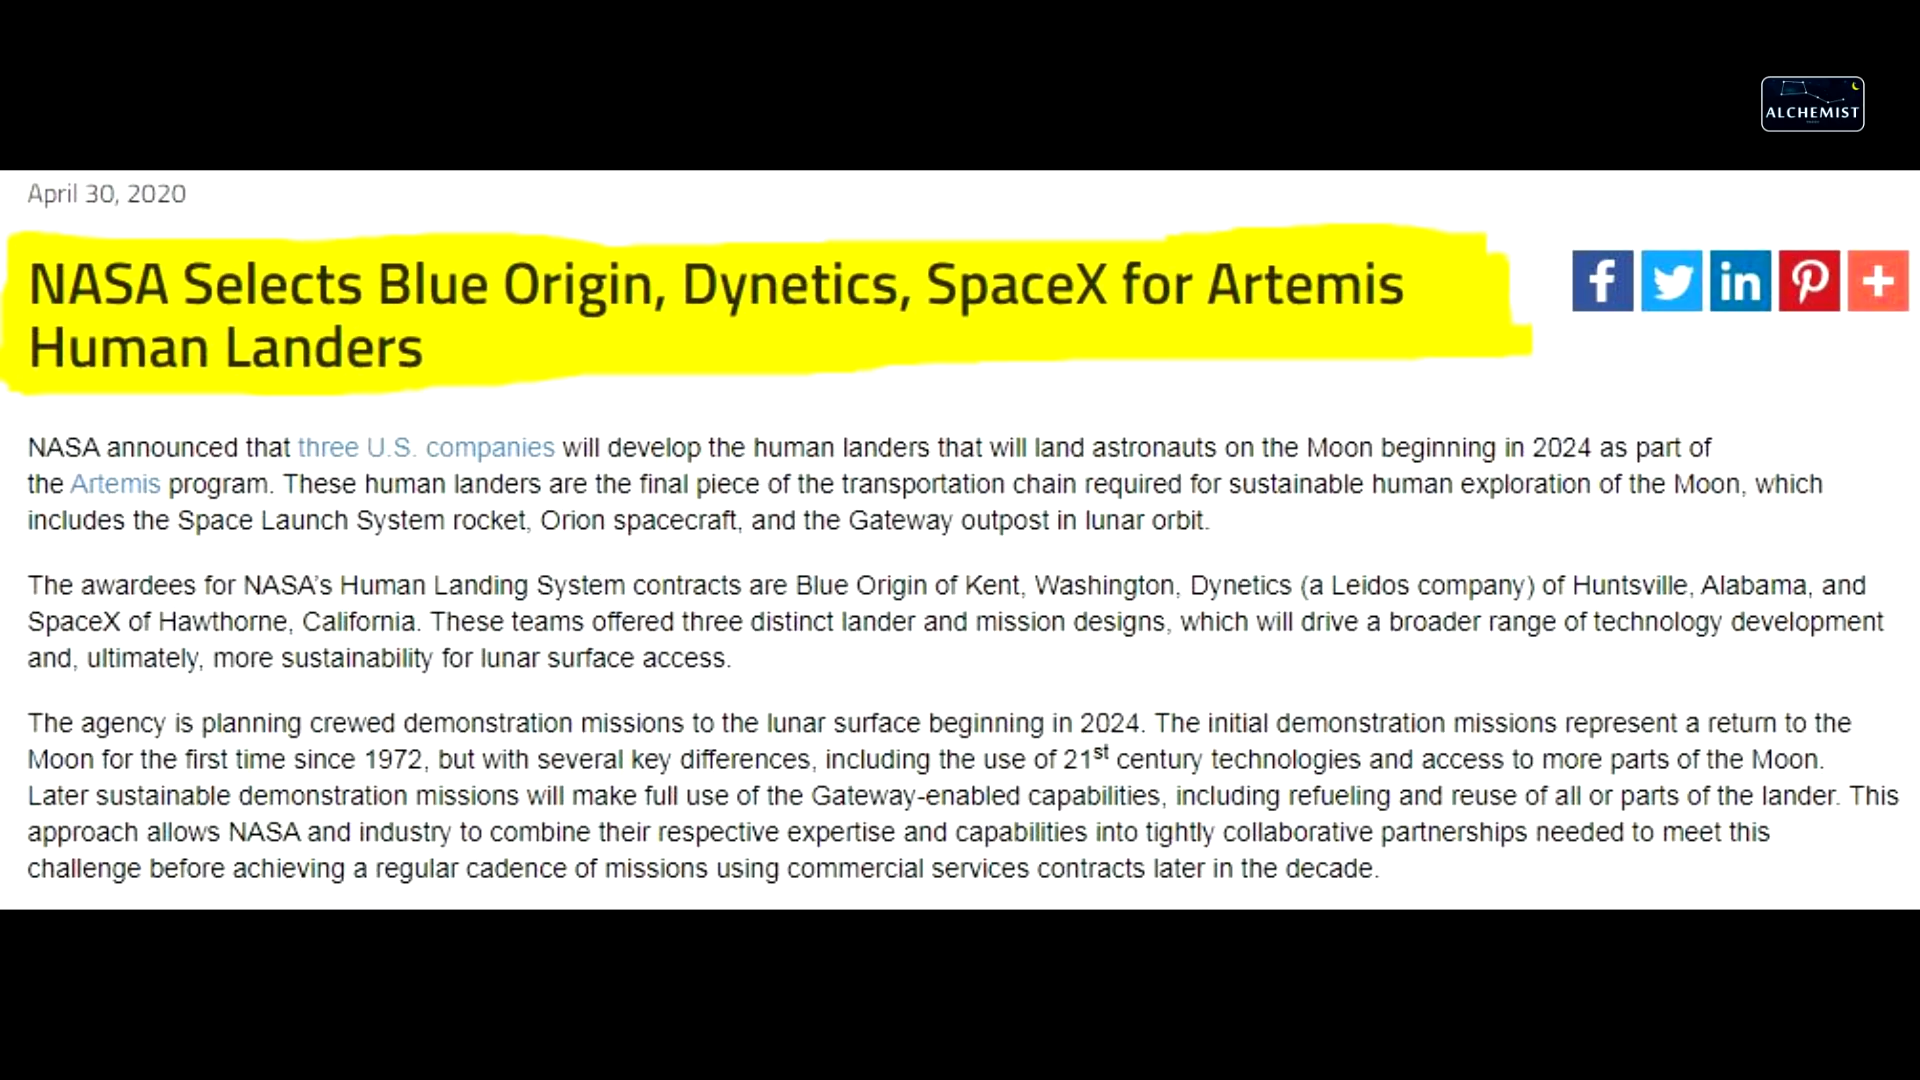 ALCHEMIST
April 30, 2020
NASA Selects Blue Origin, Dynetics, SpaceX for Artemis
Human Landers
NASA announced that three U.S. companies will develop the human landers that will land astronauts on the Moon beginning in 2024 as part of
the Artemis program. These human landers are the final piece of the transportation chain required for sustainable human exploration of the Moon, which
includes the Space Launch System rocket, Orion spacecraft, and the Gateway outpost in lunar orbit.
The awardees for NASA's Human Landing System contracts are Blue Origin of Kent, Washington, Dynetics (a Leidos company) of Huntsville, Alabama, and
SpaceX of Hawthorne, California. These teams offered three distinct lander and mission designs, which will drive a broader range of technology development
and, ultimately, more sustainability for lunar surface access.
The agency is planning crewed demonstration missions to the lunar surface beginning in 2024. The initial demonstration missions represent a return to the
Moon for the first time since 1972, but with several key differences, including the use of 21st century technologies and access to more parts of the Moon.
Later sustainable demonstration missions will make full use of the Gateway-enabled capabilities, including refueling and reuse of all or parts of the lander. This
approach allows NASA and industry to combine their respective expertise and capabilities into tightly collaborative partnerships needed to meet this
challenge before achieving a regular cadence of missions using commercial services contracts later in the decade.